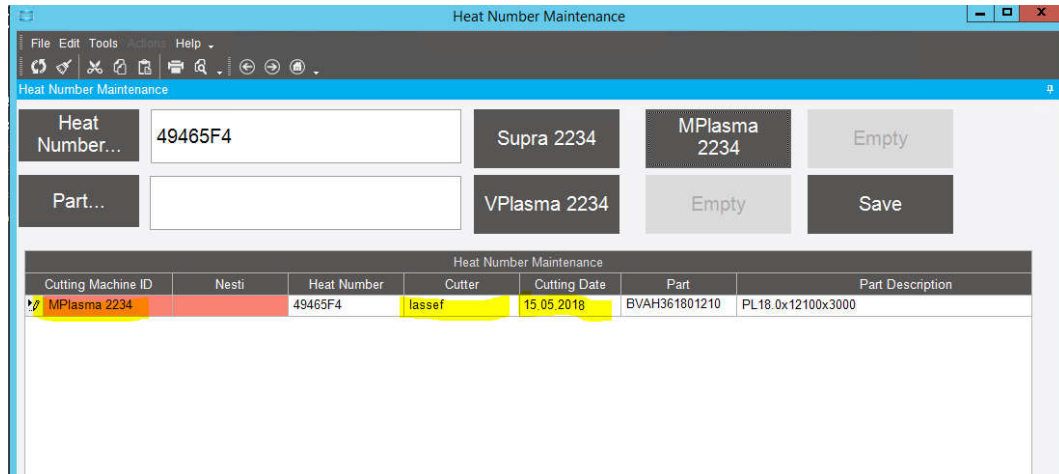 Heat Number Maintenance
File Edit Tools Actions Help
Heat Number Maintenance
Heat Number...
49465F4
Supra 2234
MPlasma 2234
Empty
Part...
VPlasma 2234
Empty
Save
Heat Number Maintenance
Cutting Machine ID Nesti Heat Number Cutter Cutting Date Part Part Description
MPlasma 2234 49465F4 lassef 15.05.2018 BVAH361801210 PL18.0x12100x3000